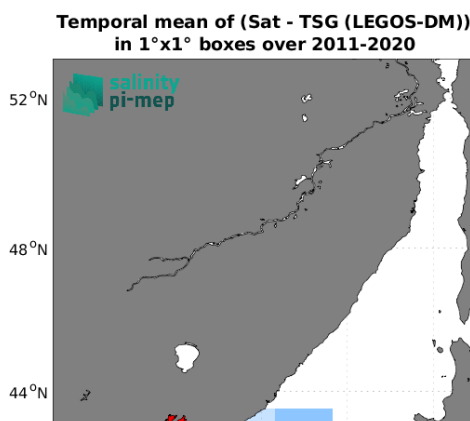 Temporal mean of (Sat - TSG (LEGOS-DM))
in 1°x1° boxes over 2011-2020
salinity
pi-mep
52°N
48°N
44°N